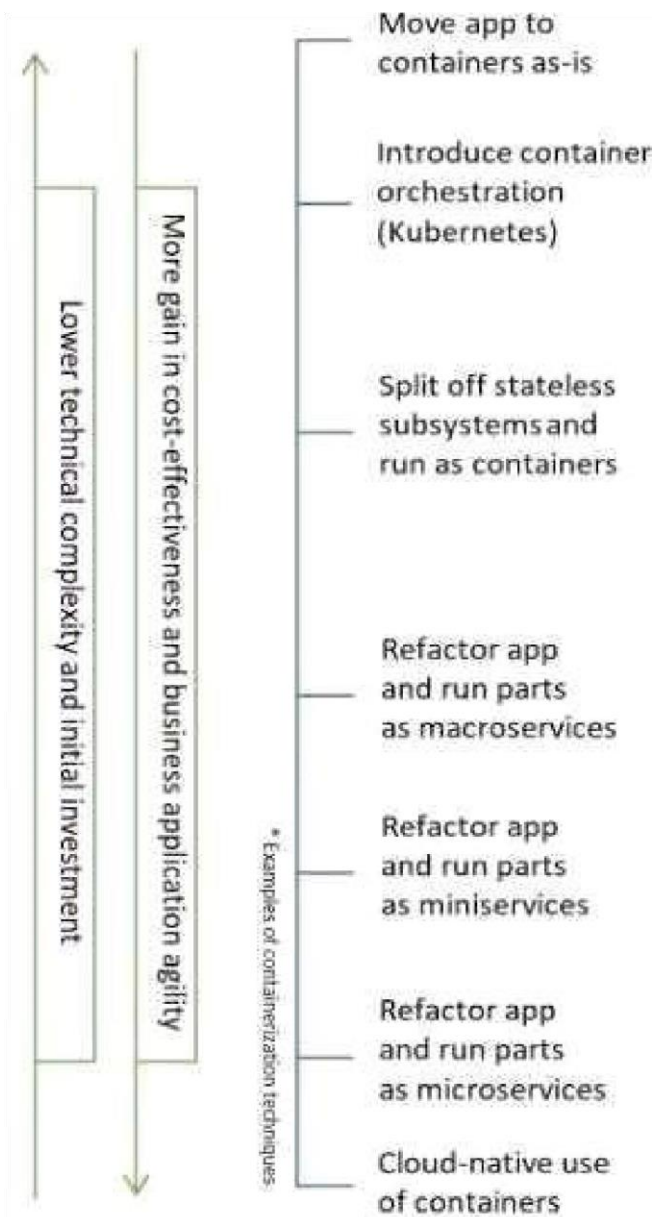 Move app to
containers as-is
Introduce container
orchestration
(Kubernetes)
Split off stateless
subsystems and
run as containers
Refactor app
and run parts
as macroservices
Refactor app
and run parts
as miniservices
Refactor app
and run parts
as microservices
Cloud-native use
of containers
Lower technical complexity and initial investment
More gain in cost-effectiveness and business application agility
* Examples of containerization techniques